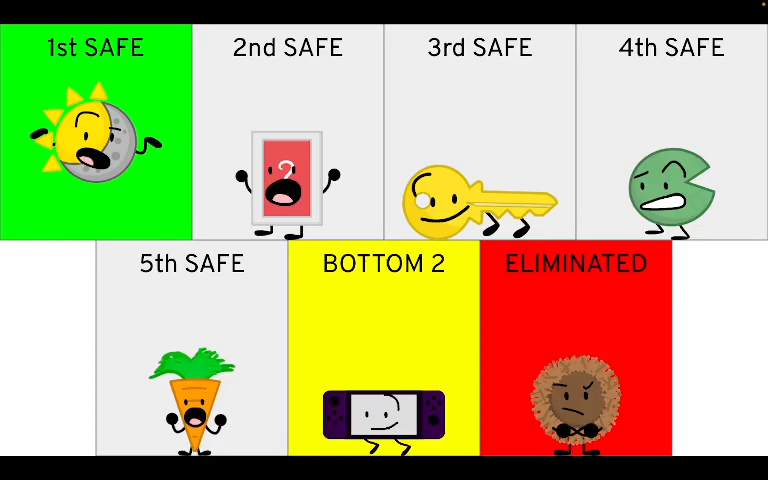 1st SAFE
2nd SAFE
3rd SAFE
4th SAFE
?
5th SAFE
BOTTOM 2
ELIMINATED